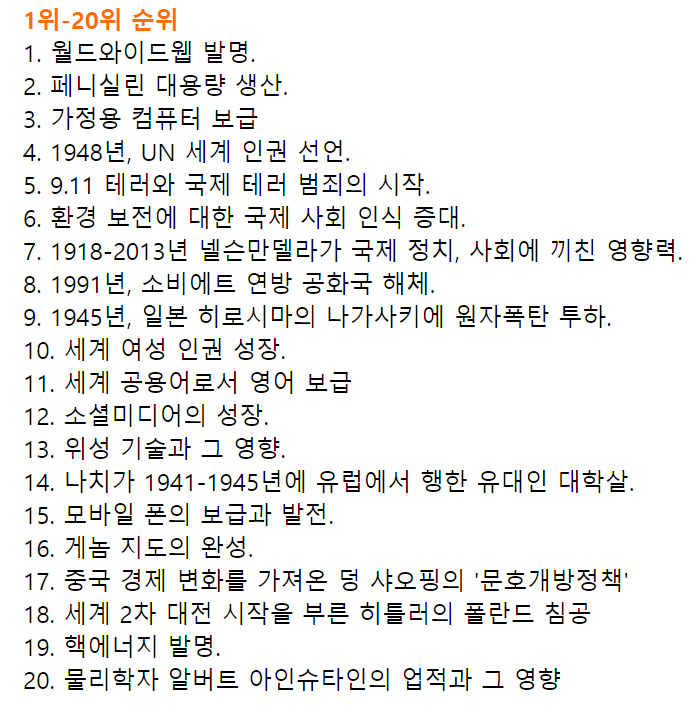 1위-20위 순위
1. 월드와이드웹 발명.
2. 페니실린 대용량 생산.
3. 가정용 컴퓨터 보급
4. 1948년, UN 세계 인권 선언.
5. 9.11 테러와 국제 테러 범죄의 시작.
6. 환경 보전에 대한 국제 사회 인식 증대.
7. 1918-2013년 넬슨만델라가 국제 정치, 사회에 끼친 영향력.
8. 1991년, 소비에트 연방 공화국 해체.
9. 1945년, 일본 히로시마의 나가사키에 원자폭탄 투하.
10. 세계 여성 인권 성장.
11. 세계 공용어로서 영어 보급
12. 소셜미디어의 성장.
13. 위성 기술과 그 영향.
14. 나치가 1941-1945년에 유럽에서 행한 유대인 대학살.
15. 모바일 폰의 보급과 발전.
16. 게놈 지도의 완성.
17. 중국 경제 변화를 가져온 덩 샤오핑의 '문호개방정책'
18. 세계 2차 대전 시작을 부른 히틀러의 폴란드 침공
19. 핵에너지 발명.
20. 물리학자 알버트 아인슈타인의 업적과 그 영향